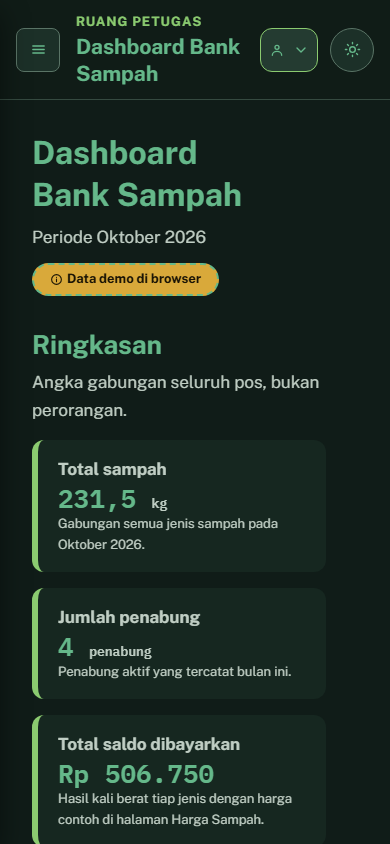 RUANG PETUGAS
Dashboard Bank
Sampah
Dashboard
Bank Sampah
Periode Oktober 2026
Data demo di browser
Ringkasan
Angka gabungan seluruh pos, bukan
perorangan.
Total sampah
231,5 kg
Gabungan semua jenis sampah pada
Oktober 2026.
Jumlah penabung
4 penabung
Penabung aktif yang tercatat bulan ini.
Total saldo dibayarkan
Rp 506.750
Hasil kali berat tiap jenis dengan harga
contoh di halaman Harga Sampah.